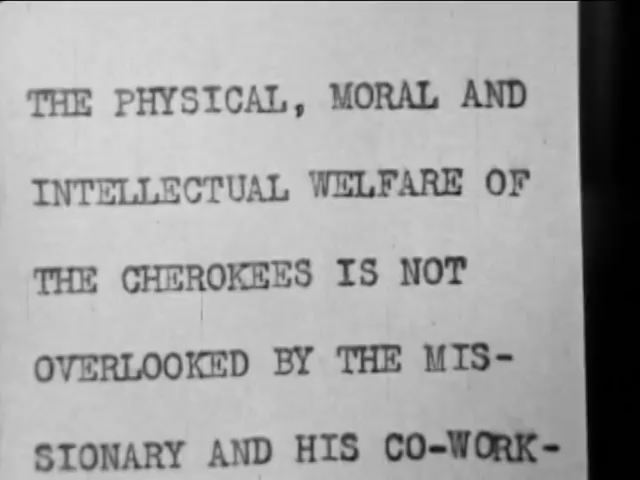 THE PHYSICAL, MORAL AND
INTELLECTUAL WELFARE OF
THE CHEROKEES IS NOT
OVERLOOKED BY THE MIS-
SIONARY AND HIS CO-WORK-